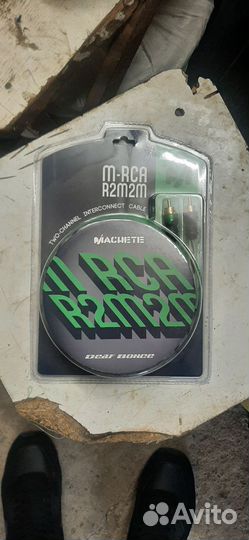 M-RCA
R2M2M
TWO-CHANNEL INTERCONNECT CABLE
MACHETE
M RCA
R2M2M
Deaf Bonce
Avito